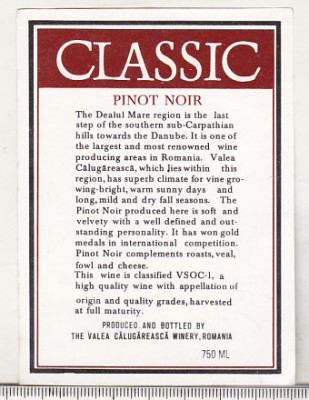 CLASSIC
PINOT NOIR
The Dealul Mare region is the last
step of the southern sub-Carpathian
hills towards the Danube. It is one of
the largest and most renowned wine
producing areas in Romania. Valea
Călugărească, which lies within this
region, has superb climate for vine gro-
wing-bright, warm sunny days and
long, mild and dry fall seasons. The
Pinot Noir produced here is soft and
velvety with a well defined and out-
standing personality. It has won gold
medals in international competition.
Pinot Noir complements roasts, veal,
fowl and cheese.
This wine is classified VSOC-1, a
high quality wine with appellation of
origin and quality grades, harvested
at full maturity.
PRODUCED AND BOTTLED BY
THE VALEA CĂLUGĂREASCĂ WINERY, ROMANIA
750 ML